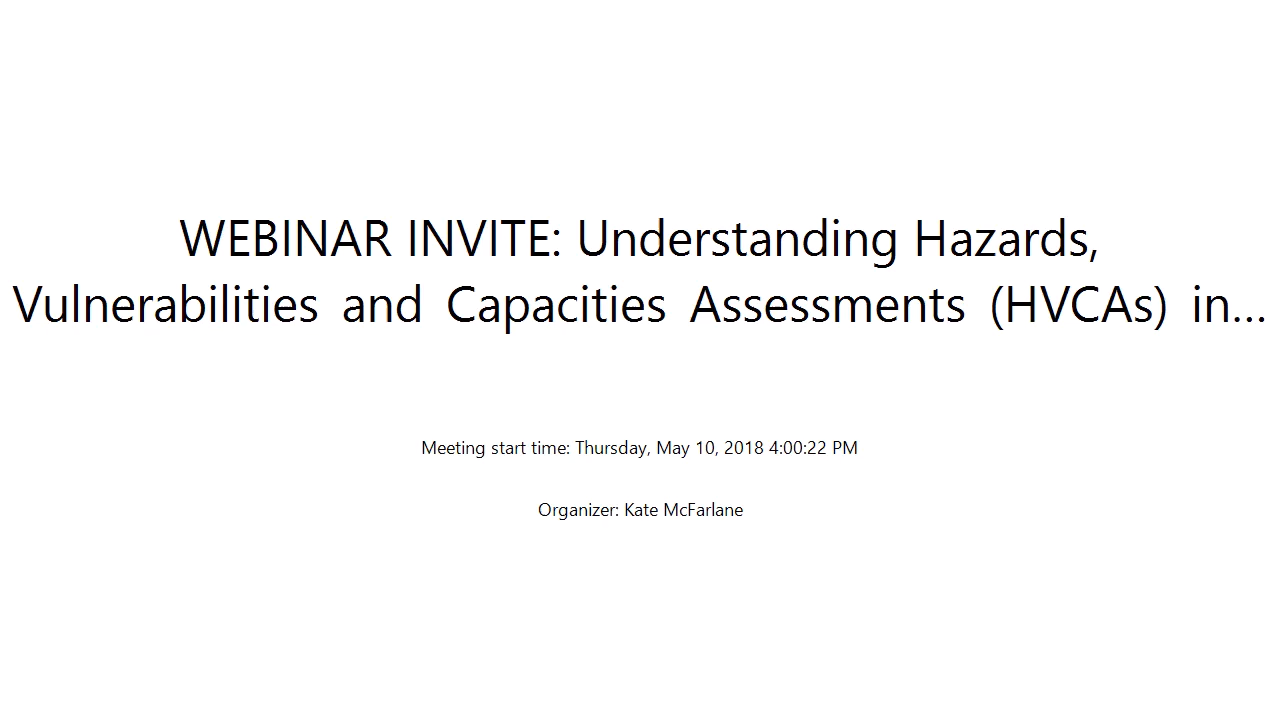 WEBINAR INVITE: Understanding Hazards,
Vulnerabilities and Capacities Assessments (HVCAs) in...
Meeting start time: Thursday, May 10, 2018 4:00:22 PM
Organizer: Kate McFarlane